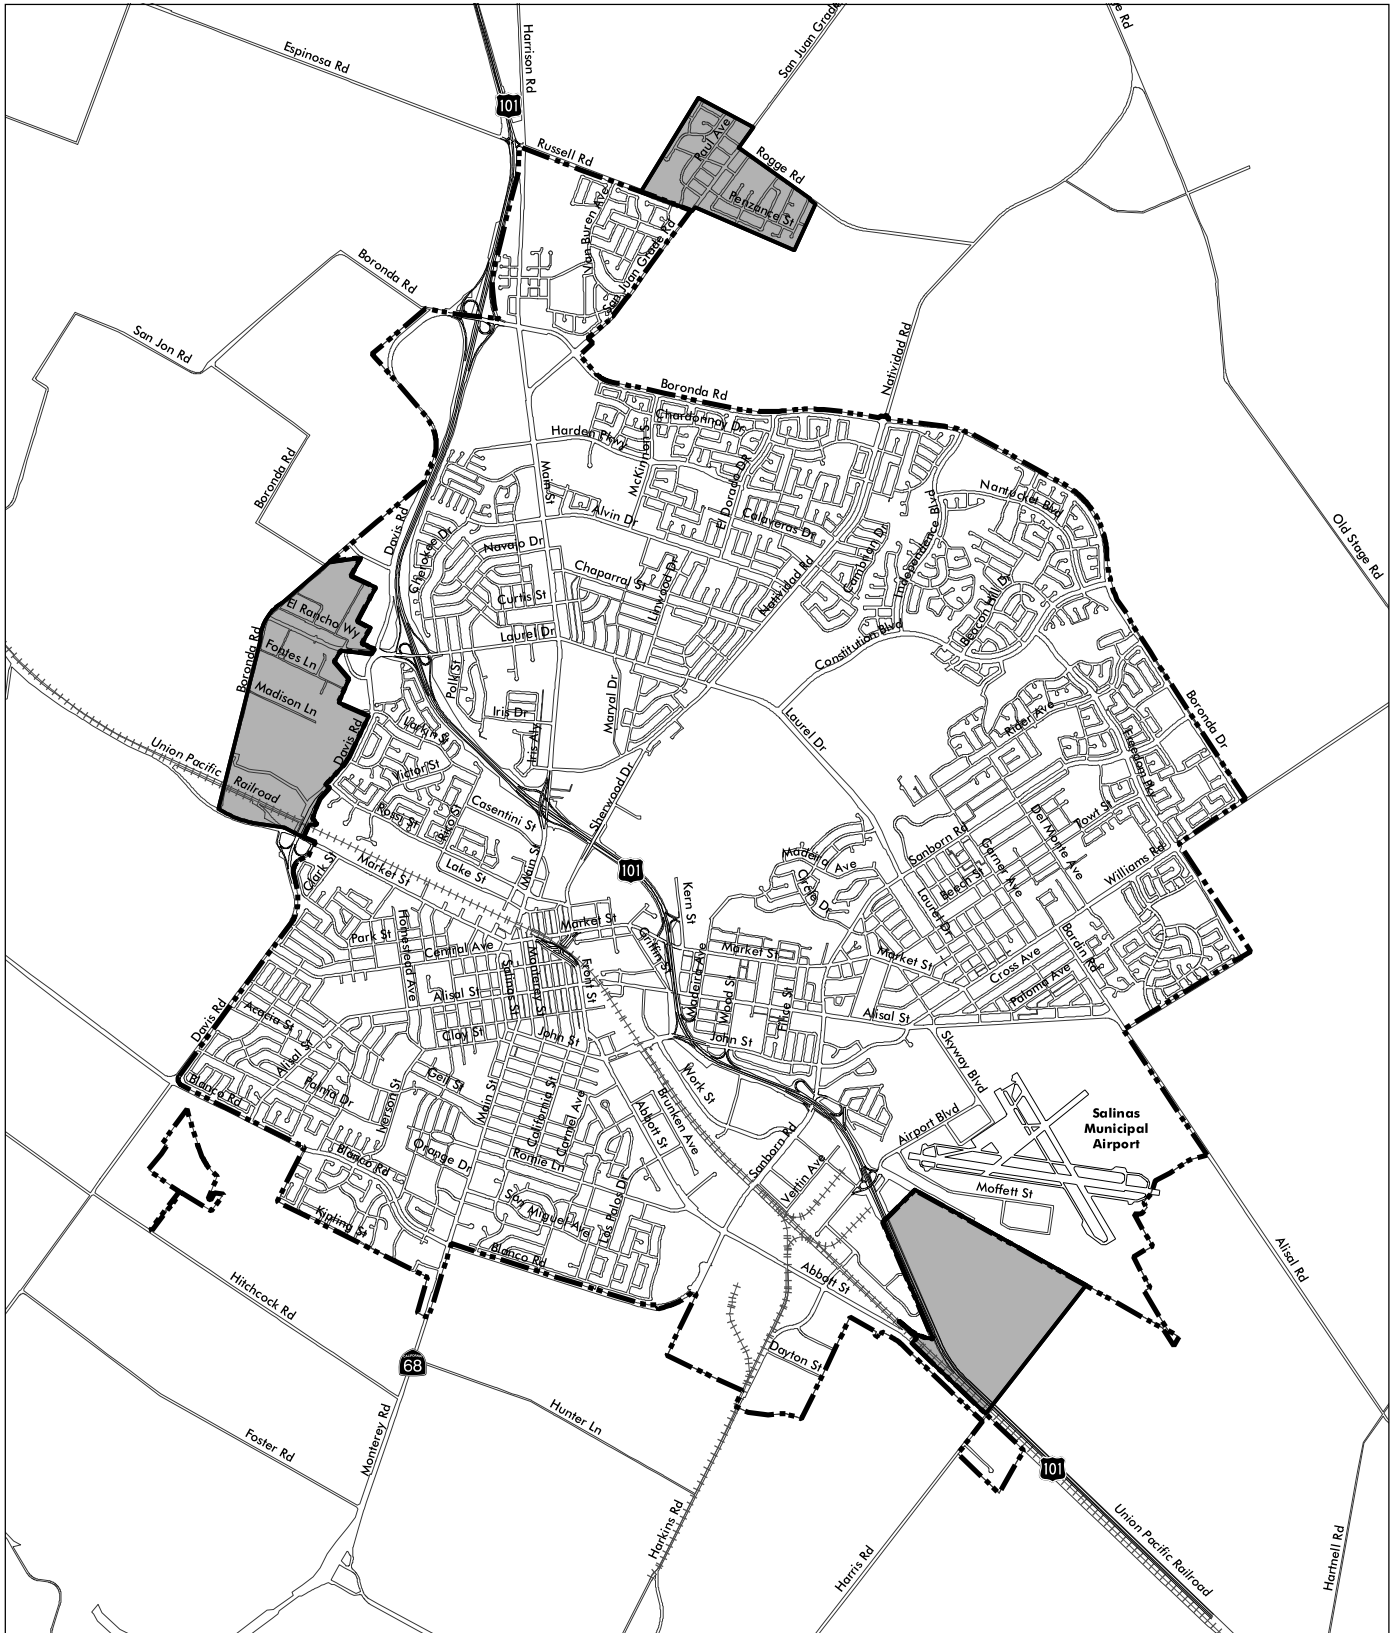 Espinosa Rd
Harrison Rd
San Juan Grade
e Rd
101
Russell Rd
Paul Ave
Rogge Rd
Penzance St
Van Buren Ave
San Juan Grade Rd
Boronda Rd
San Jon Rd
Natividad Rd
Boronda Rd
Chardonnay Dr
Harden Pkwy
McKinnon S
Boronda Rd
Main St
El Dorado DR
Nantucket Blvd
Alvin Dr
Calaveras Dr
Independence Blvd
Old Stage Rd
Davis Rd
Cherokee Dr
Navajo Dr
Chaparral St
Linwood Dr
Natividad Rd
Cambrian Dr
Curtis St
Beacon Hill Dr
El Rancho Wy
Laurel Dr
Constitution Blvd
Boronda Rd
Fontes Ln
Polk St
Madison Ln
Iris Dr
Maryal Dr
Laurel Dr
Rider Ave
Boronda Dr
Larkin St
Iris Aly
Davis Rd
Union Pacific
Railroad
Victor St
Freedom Blvd
Casentini St
Sherwood Dr
Rossi St
Rico St
Del Monte Ave
Towt St
Sanborn Rd
Garner Ave
Madeira Ave
Circle Dr
Beech St
Williams Rd
Clark St
Market St
Lake St
Main St
101
Kern St
Laurel Dr
Homestead Ave
Park St
Central Ave
Market St
Griffin St
Market St
Market St
Bardin Rd
Cross Ave
Paloma Ave
Salinas St
Monterey St
Front St
Madeira Ave
Wood St
Filice St
Alisal St
Alisal St
Davis Rd
Acacia St
Clay St
John St
John St
Skyway Blvd
Alisal St
Geil St
Work St
Blanco Rd
Palma Dr
Main St
California St
Carmel Ave
Abbott St
Brunken Ave
Airport Blvd
Salinas
Municipal
Airport
Blanco Rd
Orange Dr
Romie Ln
Sanborn Rd
Vertin Ave
Moffett St
Kipling St
San Miguel Ave
Los Palos Dr
Blanco Rd
Abbott St
Alisal Rd
Hitchcock Rd
68
Dayton St
Monterey Rd
Hunter Ln
Foster Rd
101
Harkins Rd
Harris Rd
Union Pacific Railroad
Hartnell Rd